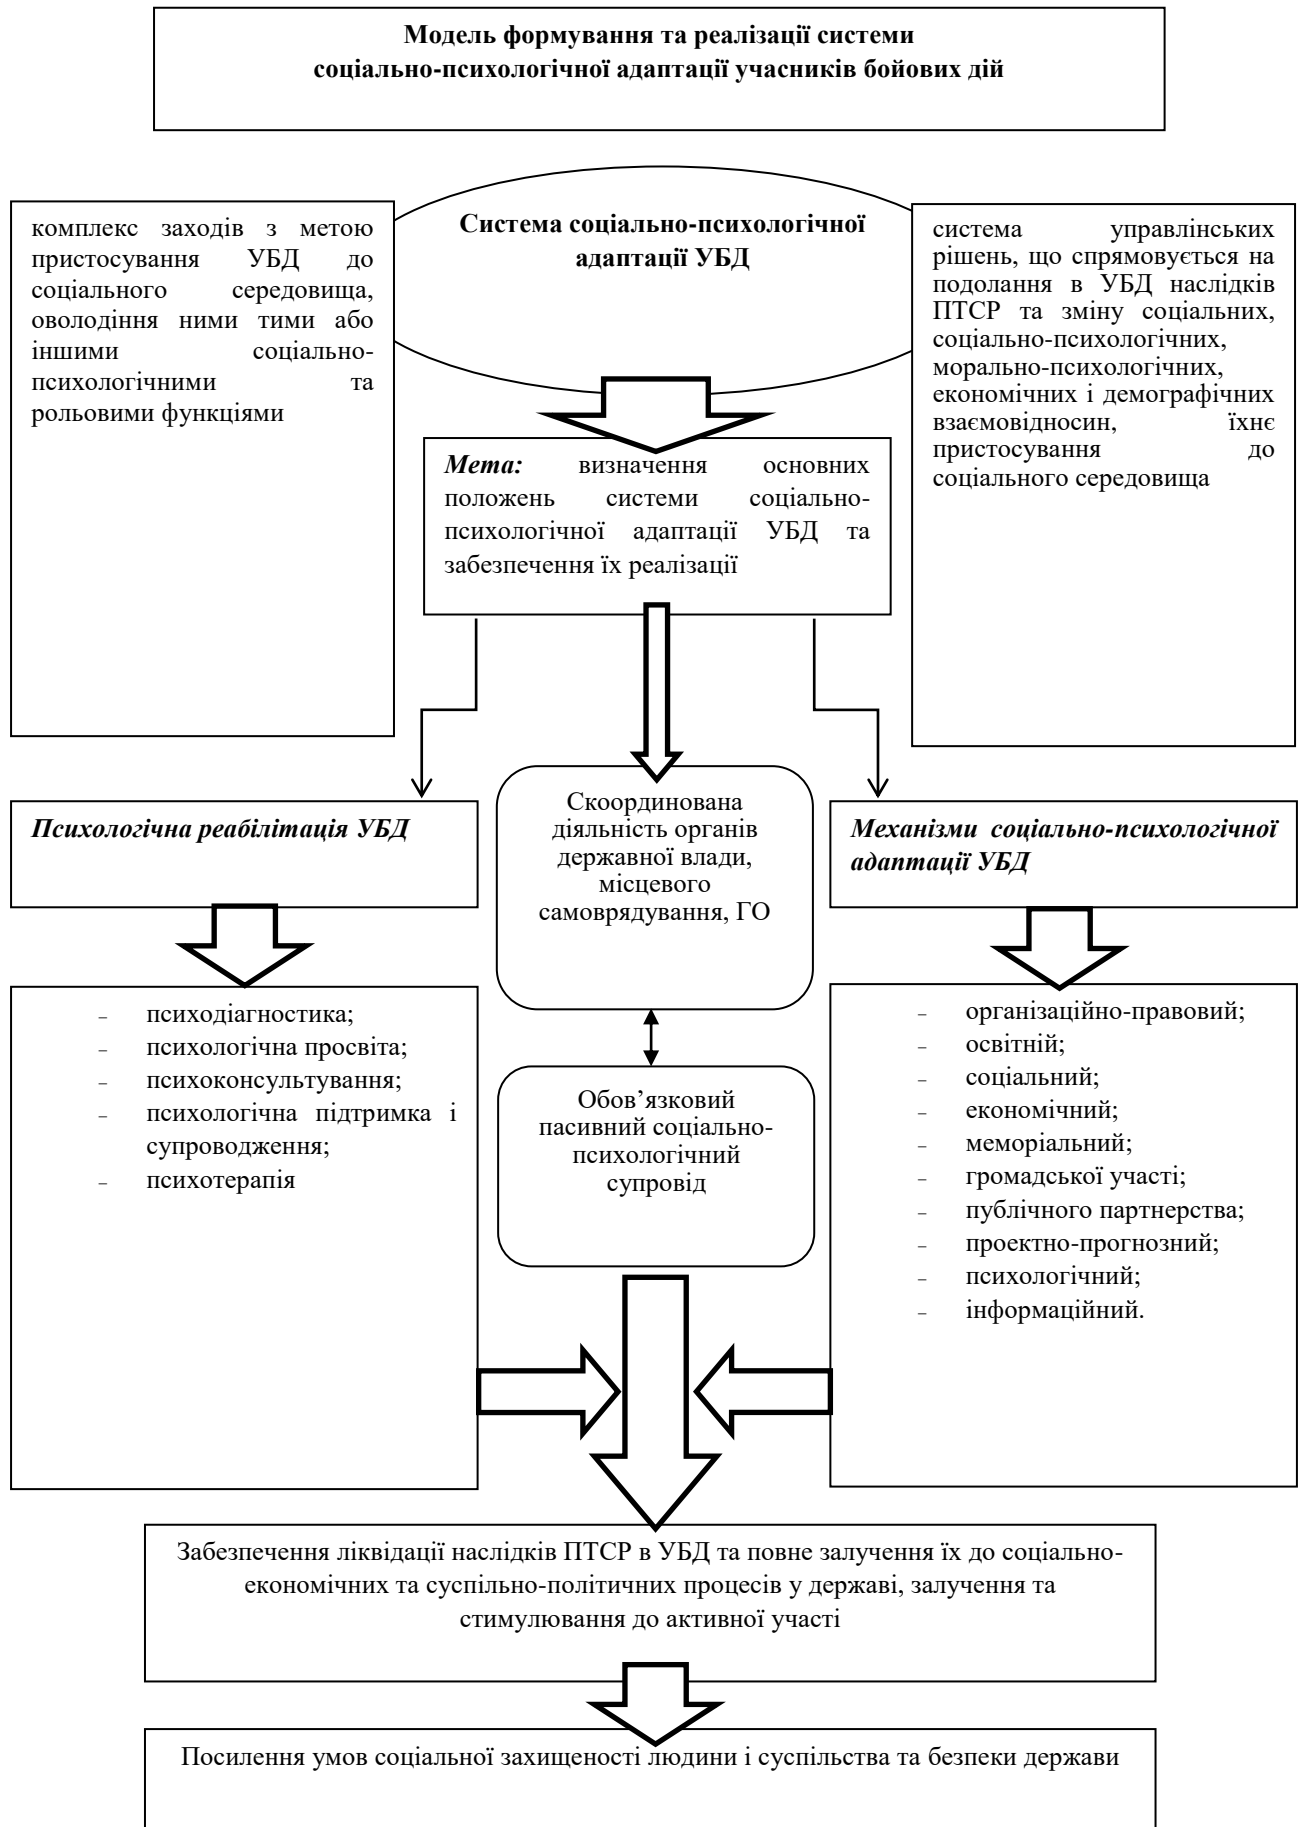 Модель формування та реалізації системи
соціально-психологічної адаптації учасників бойових дій
Система соціально-психологічної
адаптації УБД
комплекс заходів з метою
пристосування УБД до
соціального середовища,
оволодіння ними тими або
іншими соціально-
психологічними та
рольовими функціями
система управлінських
рішень, що спрямовується на
подолання в УБД наслідків
ПТСР та зміну соціальних,
соціально-психологічних,
морально-психологічних,
економічних і демографічних
взаємовідносин, їхнє
пристосування до
соціального середовища
Мета: визначення основних
положень системи соціально-
психологічної адаптації УБД та
забезпечення їх реалізації
Психологічна реабілітація УБД
Скоординована
діяльність органів
державної влади,
місцевого
самоврядування, ГО
Механізми соціально-психологічної
адаптації УБД
– психодіагностика;
– психологічна просвіта;
– психоконсультування;
– психологічна підтримка і
супроводження;
– психотерапія
Обов’язковий
пасивний соціально-
психологічний
супровід
– організаційно-правовий;
– освітній;
– соціальний;
– економічний;
– меморіальний;
– громадської участі;
– публічного партнерства;
– проектно-прогнозний;
– психологічний;
– інформаційний.
Забезпечення ліквідації наслідків ПТСР в УБД та повне залучення їх до соціально-
економічних та суспільно-політичних процесів у державі, залучення та
стимулювання до активної участі
Посилення умов соціальної захищеності людини і суспільства та безпеки держави